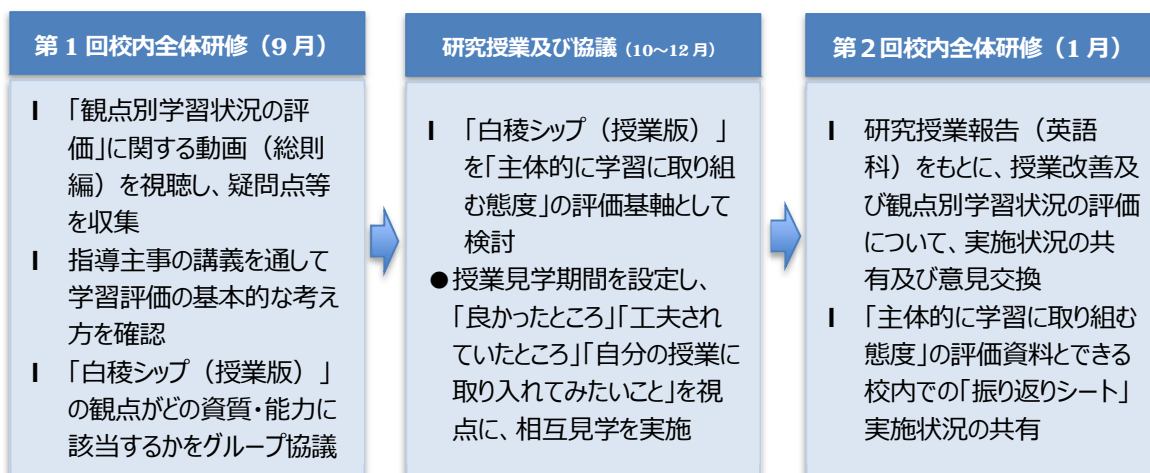 第1回校内全体研修（9月）
l 「観点別学習状況の評
価」に関する動画（総則
編）を視聴し、疑問点等
を収集
l 指導主事の講義を通して
学習評価の基本的な考え
方を確認
l 「白稜シップ（授業版）」
の観点がどの資質・能力に
該当するかをグループ協議
研究授業及び協議（10～12月）
l 「白稜シップ（授業版）」
を「主体的に学習に取り組
む態度」の評価基軸として
検討
●授業見学期間を設定し、
「良かったところ」「工夫され
ていたところ」「自分の授業に
取り入れてみたいこと」を視
点に、相互見学を実施
第2回校内全体研修（1月）
l 研究授業報告（英語
科）をもとに、授業改善及
び観点別学習状況の評価
について、実施状況の共
有及び意見交換
l 「主体的に学習に取り組む
態度」の評価資料とできる
校内での「振り返りシート」
実施状況の共有